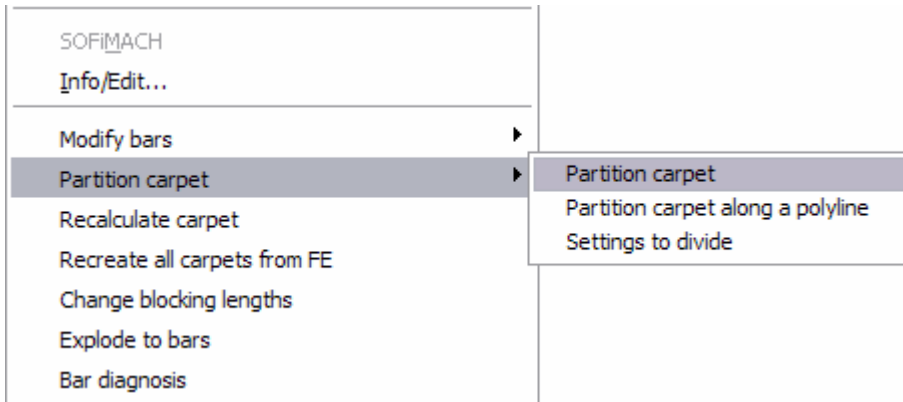 SOFiMACH
Info/Edit...
Modify bars
Partition carpet
Partition carpet
Partition carpet along a polyline
Settings to divide
Recalculate carpet
Recreate all carpets from FE
Change blocking lengths
Explode to bars
Bar diagnosis